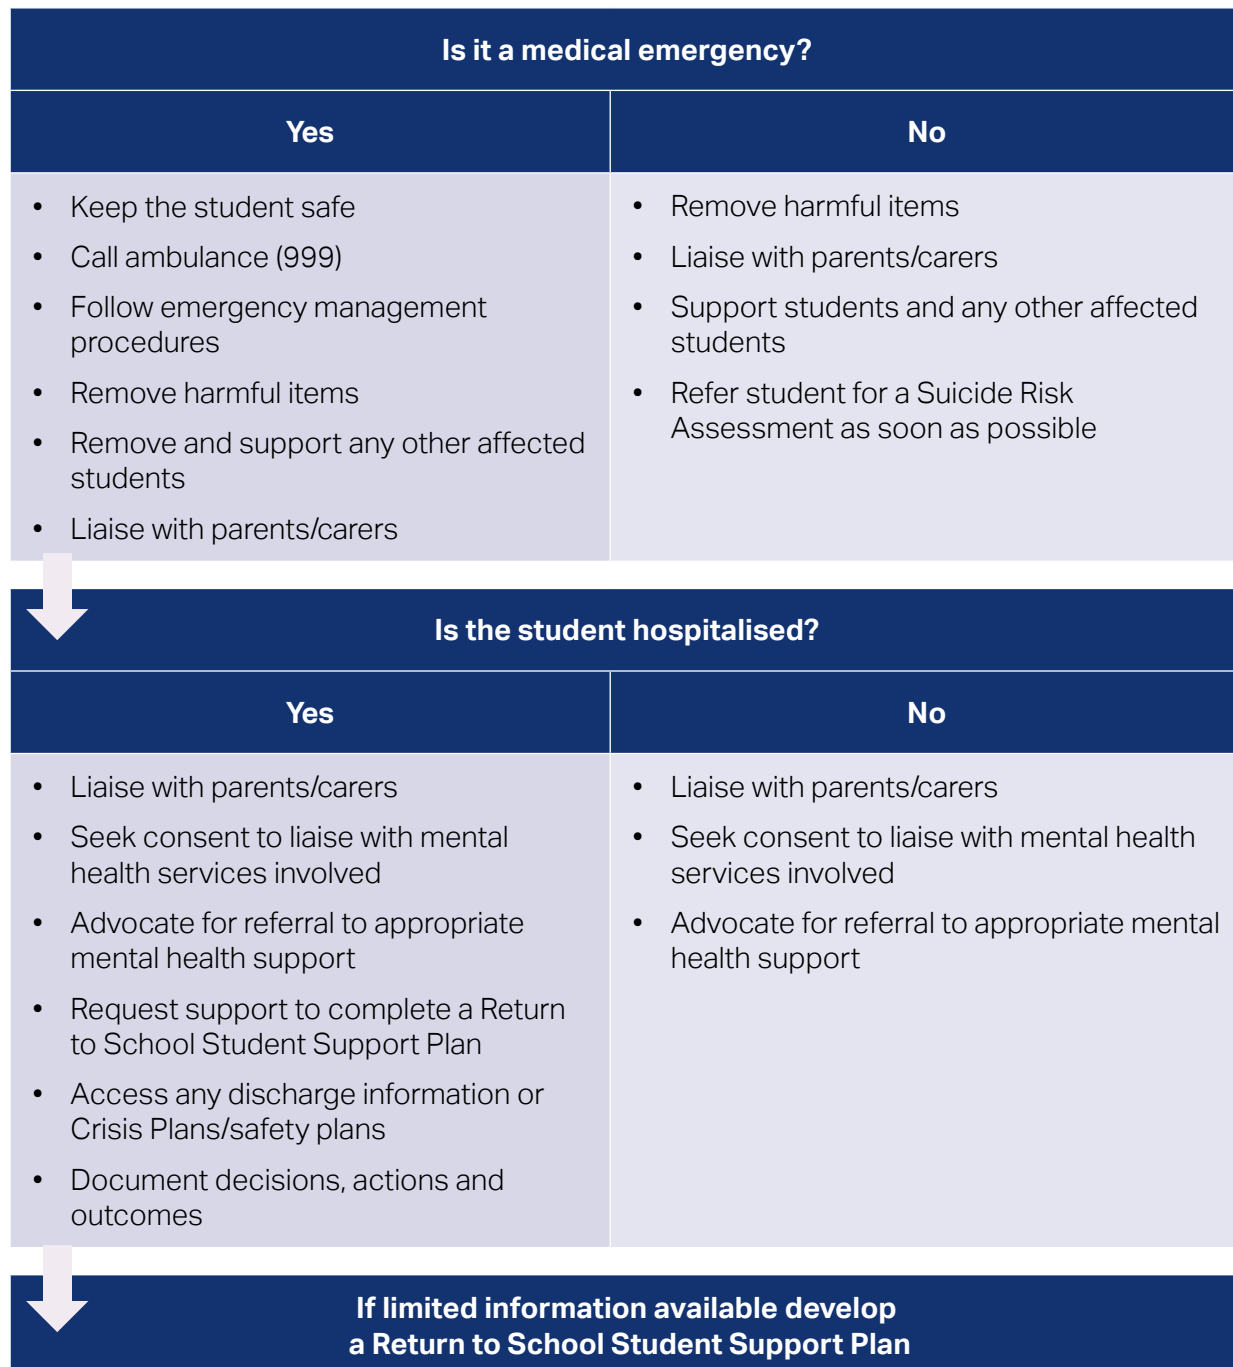 Is it a medical emergency?
Yes
• Keep the student safe
• Call ambulance (999)
• Follow emergency management
procedures
• Remove harmful items
• Remove and support any other affected
students
• Liaise with parents/carers
No
• Remove harmful items
• Liaise with parents/carers
• Support students and any other affected
students
• Refer student for a Suicide Risk
Assessment as soon as possible
Is the student hospitalised?
Yes
• Liaise with parents/carers
• Seek consent to liaise with mental
health services involved
• Advocate for referral to appropriate
mental health support
• Request support to complete a Return
to School Student Support Plan
• Access any discharge information or
Crisis Plans/safety plans
• Document decisions, actions and
outcomes
No
• Liaise with parents/carers
• Seek consent to liaise with mental health
services involved
• Advocate for referral to appropriate mental
health support
If limited information available develop
a Return to School Student Support Plan